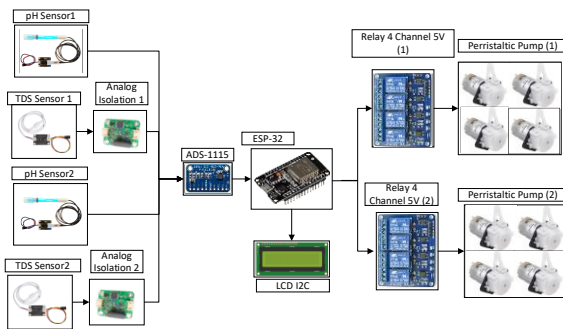 pH Sensor1
TDS Sensor 1
Analog
Isolation 1
pH Sensor2
TDS Sensor2
Analog
Isolation 2
ADS-1115
ESP-32
LCD I2C
Relay 4 Channel 5V
(1)
Perristaltic Pump (1)
Relay 4
Channel 5V (2)
Perristaltic Pump (2)